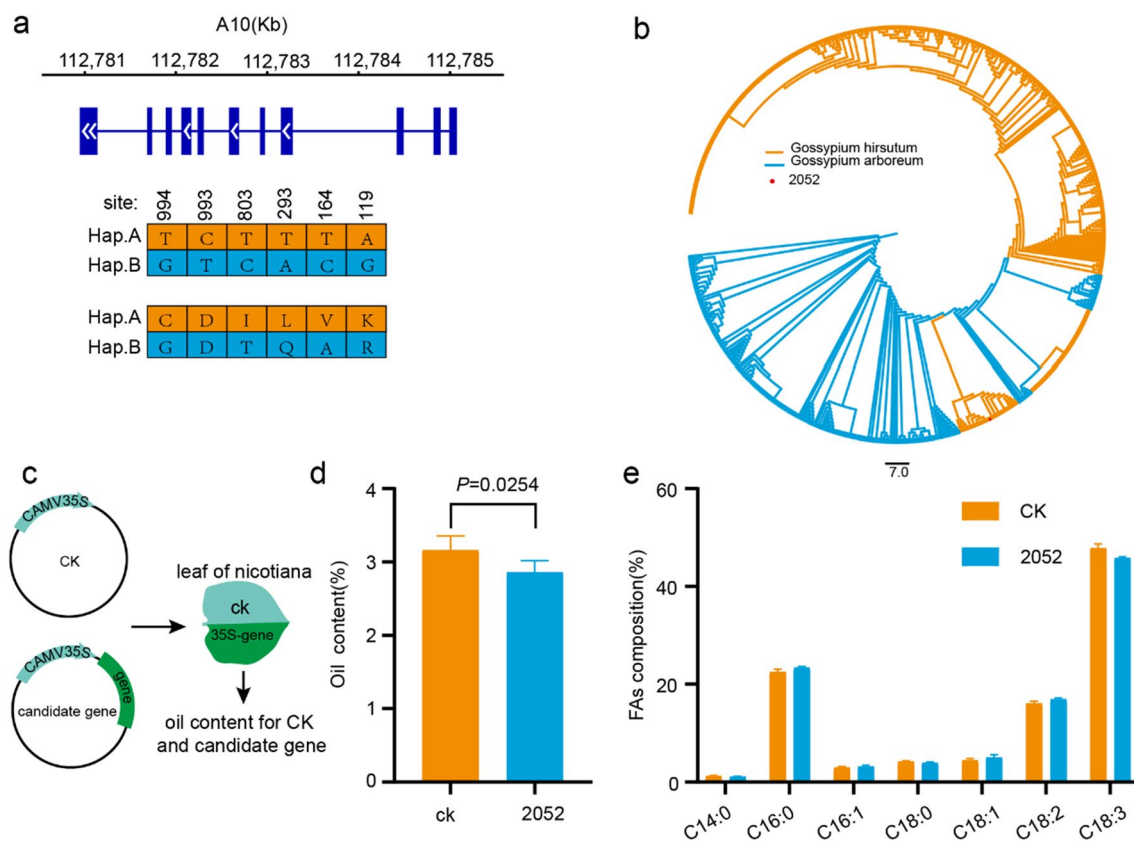 a
A10(Kb)
112,781 112,782 112,783 112,784 112,785
site: 994 993 803 293 164 119
Hap.A T C T T T A
Hap.B G T C A C G
Hap.A C D I L V K
Hap.B G D T Q A R
b
Gossypium hirsutum
Gossypium arboreum
2052
7.0
c
CAMV35S
CK
CAMV35S gene
candidate gene
leaf of nicotiana
ck
35S-gene
oil content for CK
and candidate gene
d
P=0.0254
Oil content(%)
4
3
2
1%
0
ck 2052
e
FAs composition(%)
60
40
20
0
CK
2052
C14:0 C16:0 C16:1 C18:0 C18:1 C18:2 C18:3